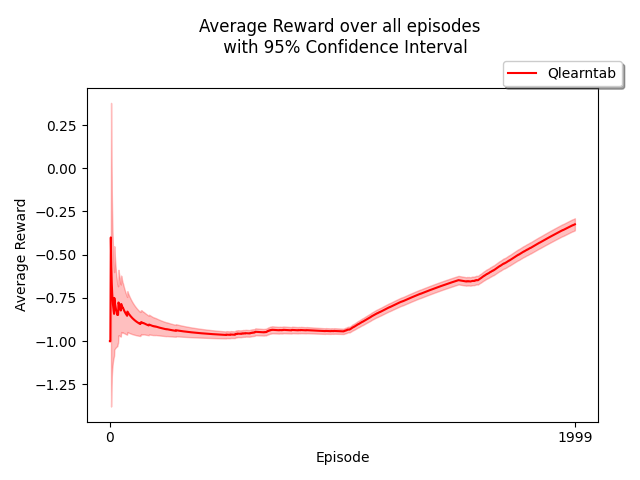 Average Reward over all episodes
with 95% Confidence Interval
Qlearntab
0.25
0.00
−0.25
−0.50
−0.75
−1.00
−1.25
Average Reward
0
1999
Episode